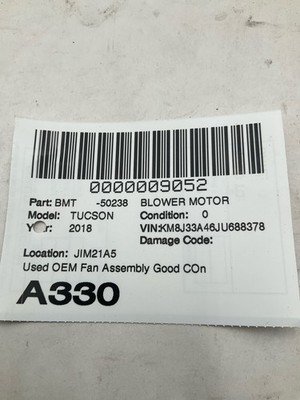 0000009052
Part: BMT -50238 BLOWER MOTOR
Model: TUCSON Condition: 0
Year: 2018 VIN:KM8J33A46JU688378
Damage Code:
Location: JIM21A5
Used OEM Fan Assembly Good COn
A330